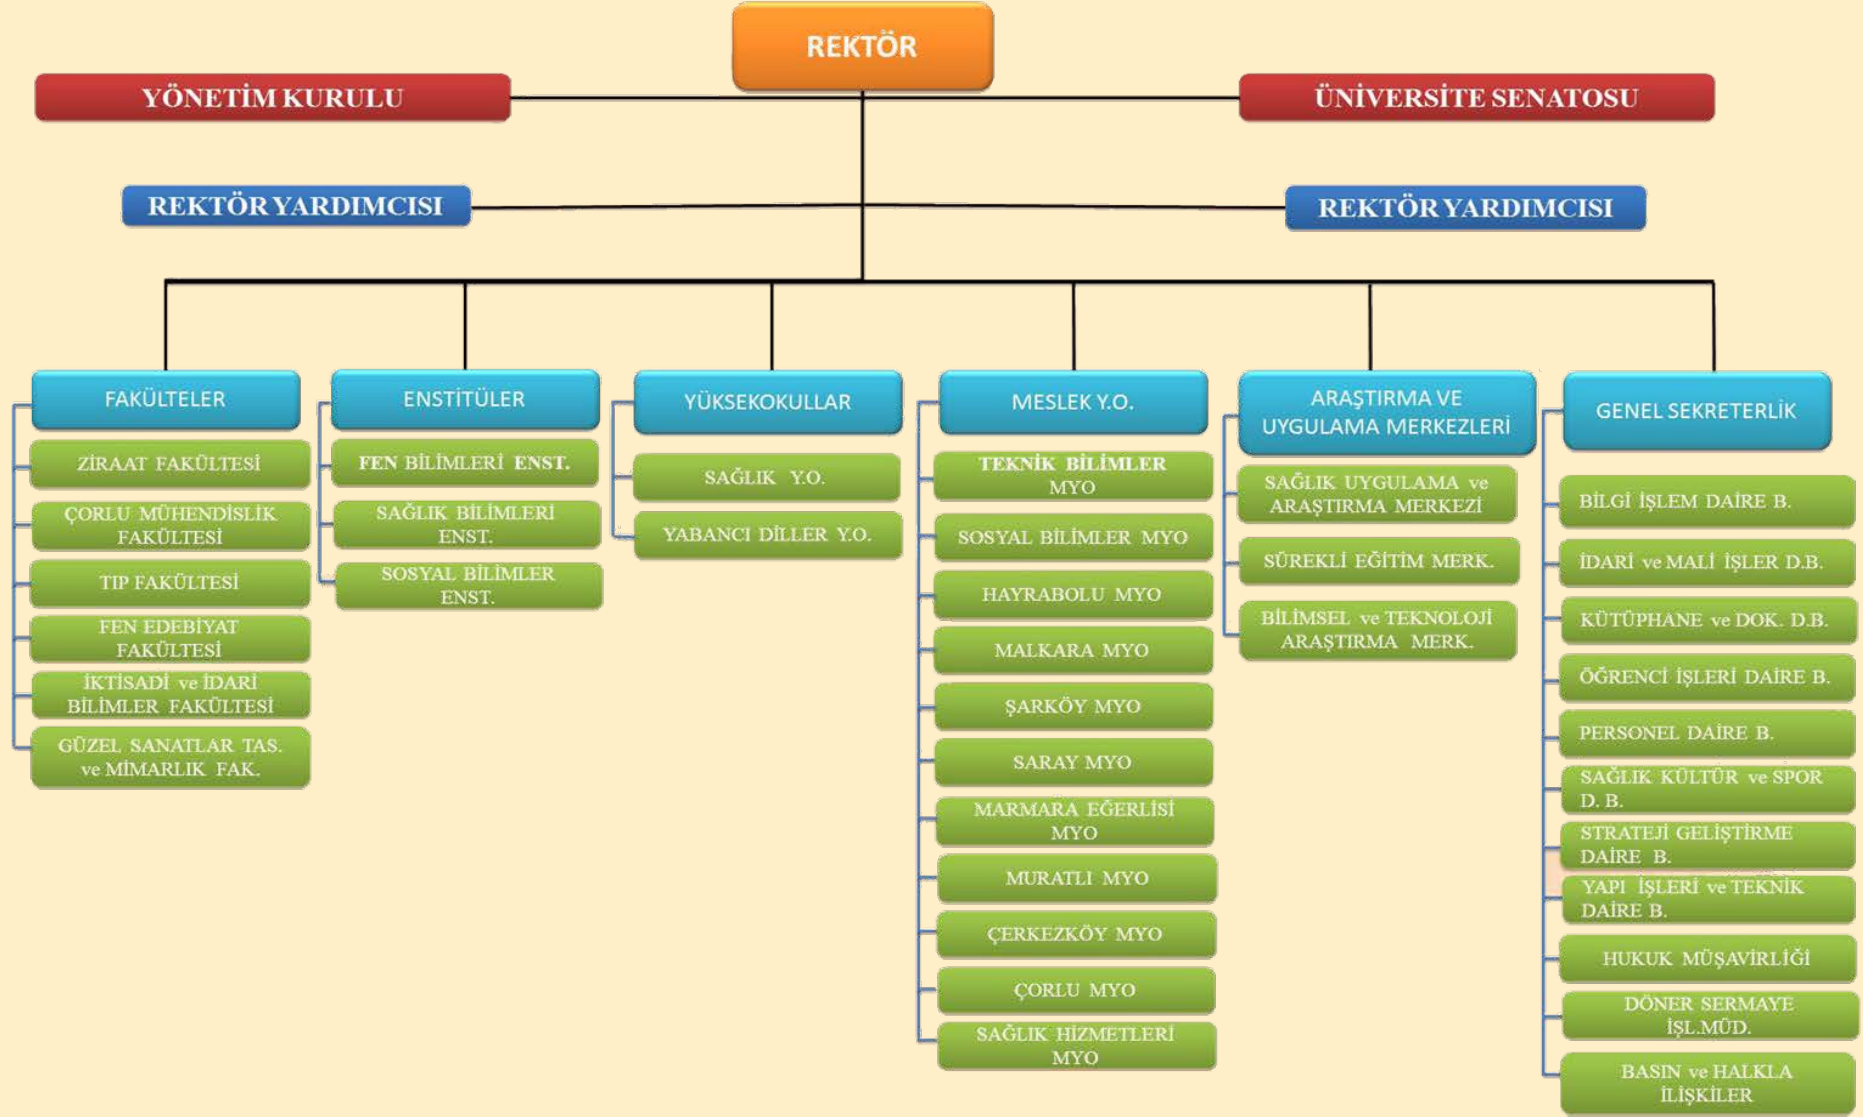 REKTÖR
YÖNETİM KURULU
ÜNİVERSİTE SENATOSU
REKTÖR YARDIMCISI
REKTÖR YARDIMCISI
FAKÜLTELER
ZİRAAT FAKÜLTESİ
ÇORLU MÜHENDİSLİK
FAKÜLTESİ
TIP FAKÜLTESİ
FEN EDEBİYAT
FAKÜLTESİ
İKTİSADİ ve İDARİ
BİLİMLER FAKÜLTESİ
GÜZEL SANATLAR TAS.
ve MİMARLIK FAK.
ENSTİTÜLER
FEN BİLİMLERİ ENST.
SAĞLIK BİLİMLERİ
ENST.
SOSYAL BİLİMLER
ENST.
YÜKSEKOKULLAR
SAĞLIK Y.O.
YABANCI DİLLER Y.O.
MESLEK Y.O.
TEKNİK BİLİMLER
MYO
SOSYAL BİLİMLER MYO
HAYRABOLU MYO
MALKARA MYO
ŞARKÖY MYO
SARAY MYO
MARMARA EĞERLİSİ
MYO
MURATLI MYO
ÇERKEZKÖY MYO
ÇORLU MYO
SAĞLIK HİZMETLERİ
MYO
ARAŞTIRMA VE
UYGULAMA MERKEZLERİ
SAĞLIK UYGULAMA ve
ARAŞTIRMA MERKEZİ
SÜREKLİ EĞİTİM MERK.
BİLİMSEL ve TEKNOLOJİ
ARAŞTIRMA MERK.
GENEL SEKRETERLİK
BİLGİ İŞLEM DAİRE B.
İDARİ ve MALİ İŞLER D.B.
KÜTÜPHANE ve DOK. D.B.
ÖĞRENCİ İŞLERİ DAİRE B.
PERSONEL DAİRE B.
SAĞLIK KÜLTÜR ve SPOR
D. B.
STRATEJİ GELİŞTİRME
DAİRE B.
YAPI İŞLERİ ve TEKNİK
DAİRE B.
HUKUK MÜŞAVİRLİĞİ
DÖNER SERMAYE
İŞL.MÜD.
BASIN ve HALKLA
İLİŞKİLER